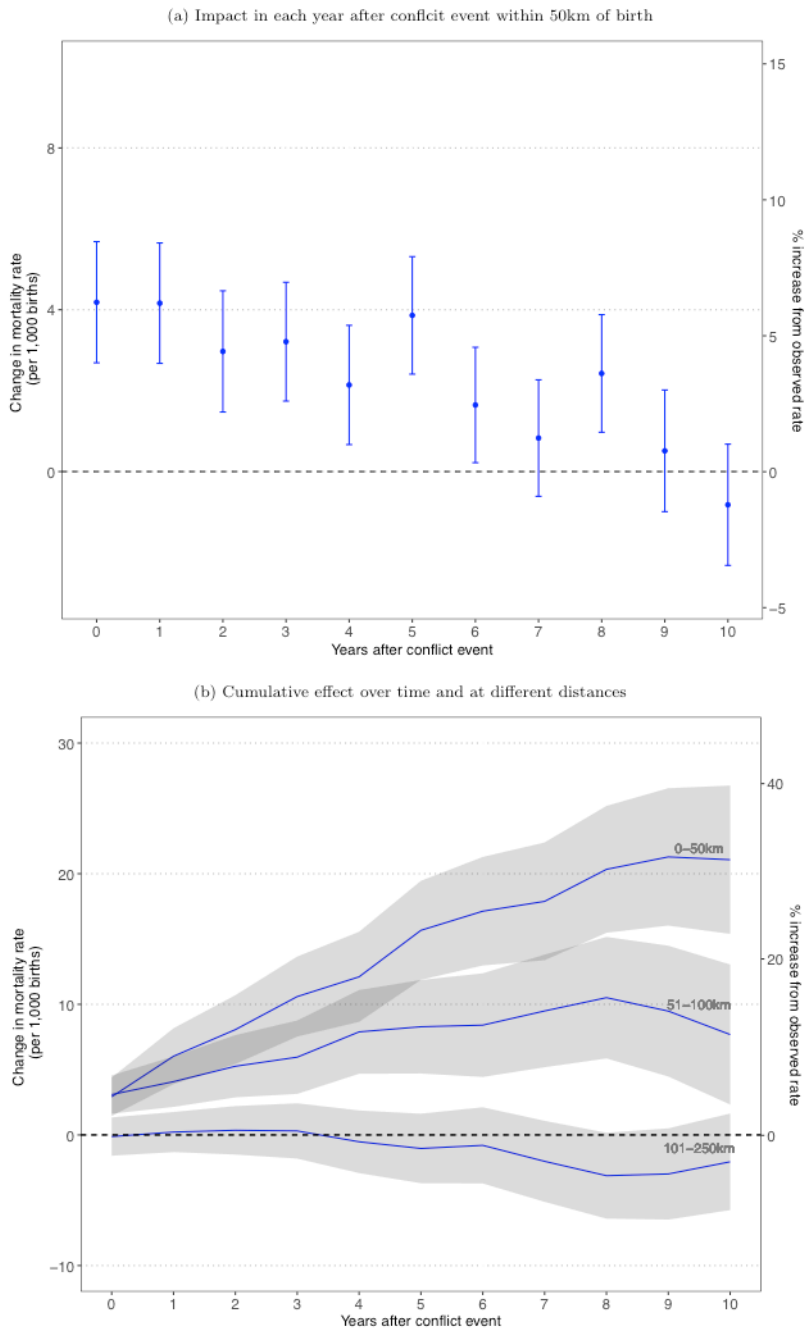 (a) Impact in each year after conflcit event within 50km of birth
15
8
10
Change in mortality rate
(per 1,000 births)
% increase from observed rate
4
5
0
0
−5
0 1 2 3 4 5 6 7 8 9 10
Years after conflict event
(b) Cumulative effect over time and at different distances
30
40
0−50km
20
Change in mortality rate
(per 1,000 births)
% increase from observed rate
20
10
51−100km
0
0
101−250km
−10
0 1 2 3 4 5 6 7 8 9 10
Years after conflict event